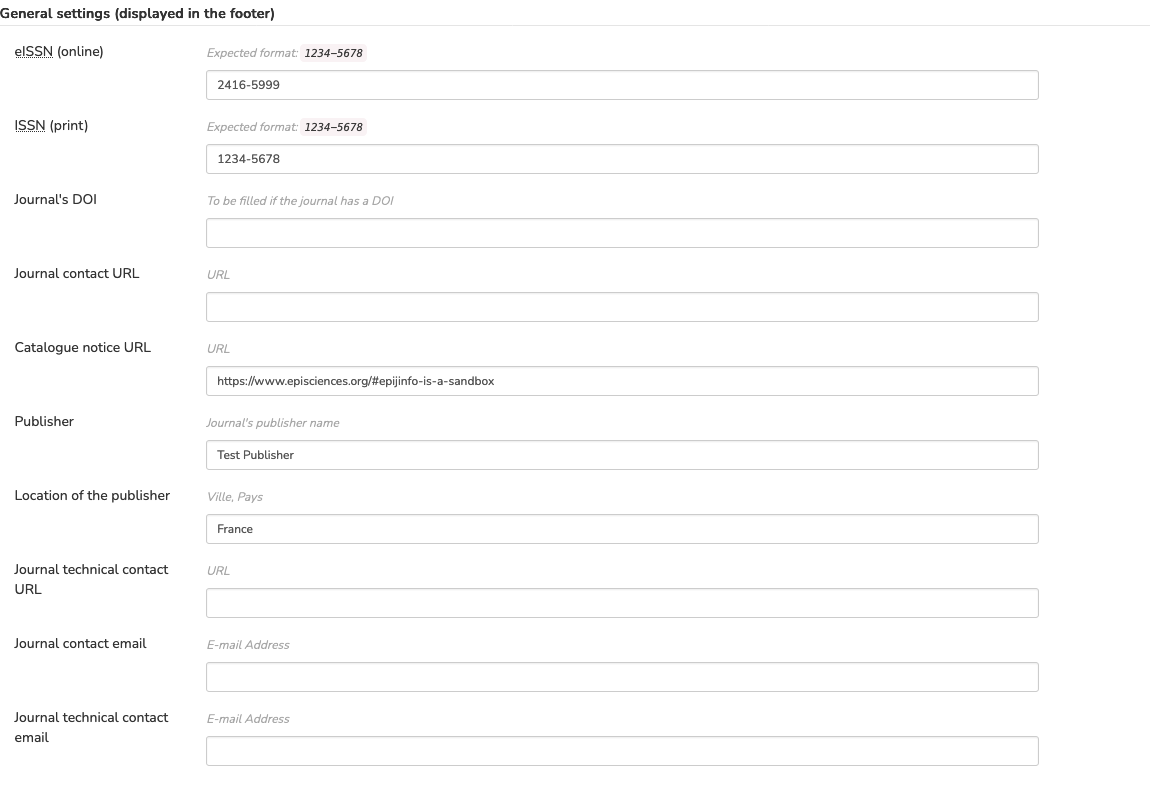 General settings (displayed in the footer)
eISSN (online)
Expected format: 1234–5678
2416-5999
ISSN (print)
Expected format: 1234–5678
1234-5678
Journal's DOI
To be filled if the journal has a DOI
Journal contact URL
URL
Catalogue notice URL
URL
https://www.episciences.org/#epijinfo-is-a-sandbox
Publisher
Journal's publisher name
Test Publisher
Location of the publisher
Ville, Pays
France
Journal technical contact
URL
URL
Journal contact email
E-mail Address
Journal technical contact
email
E-mail Address